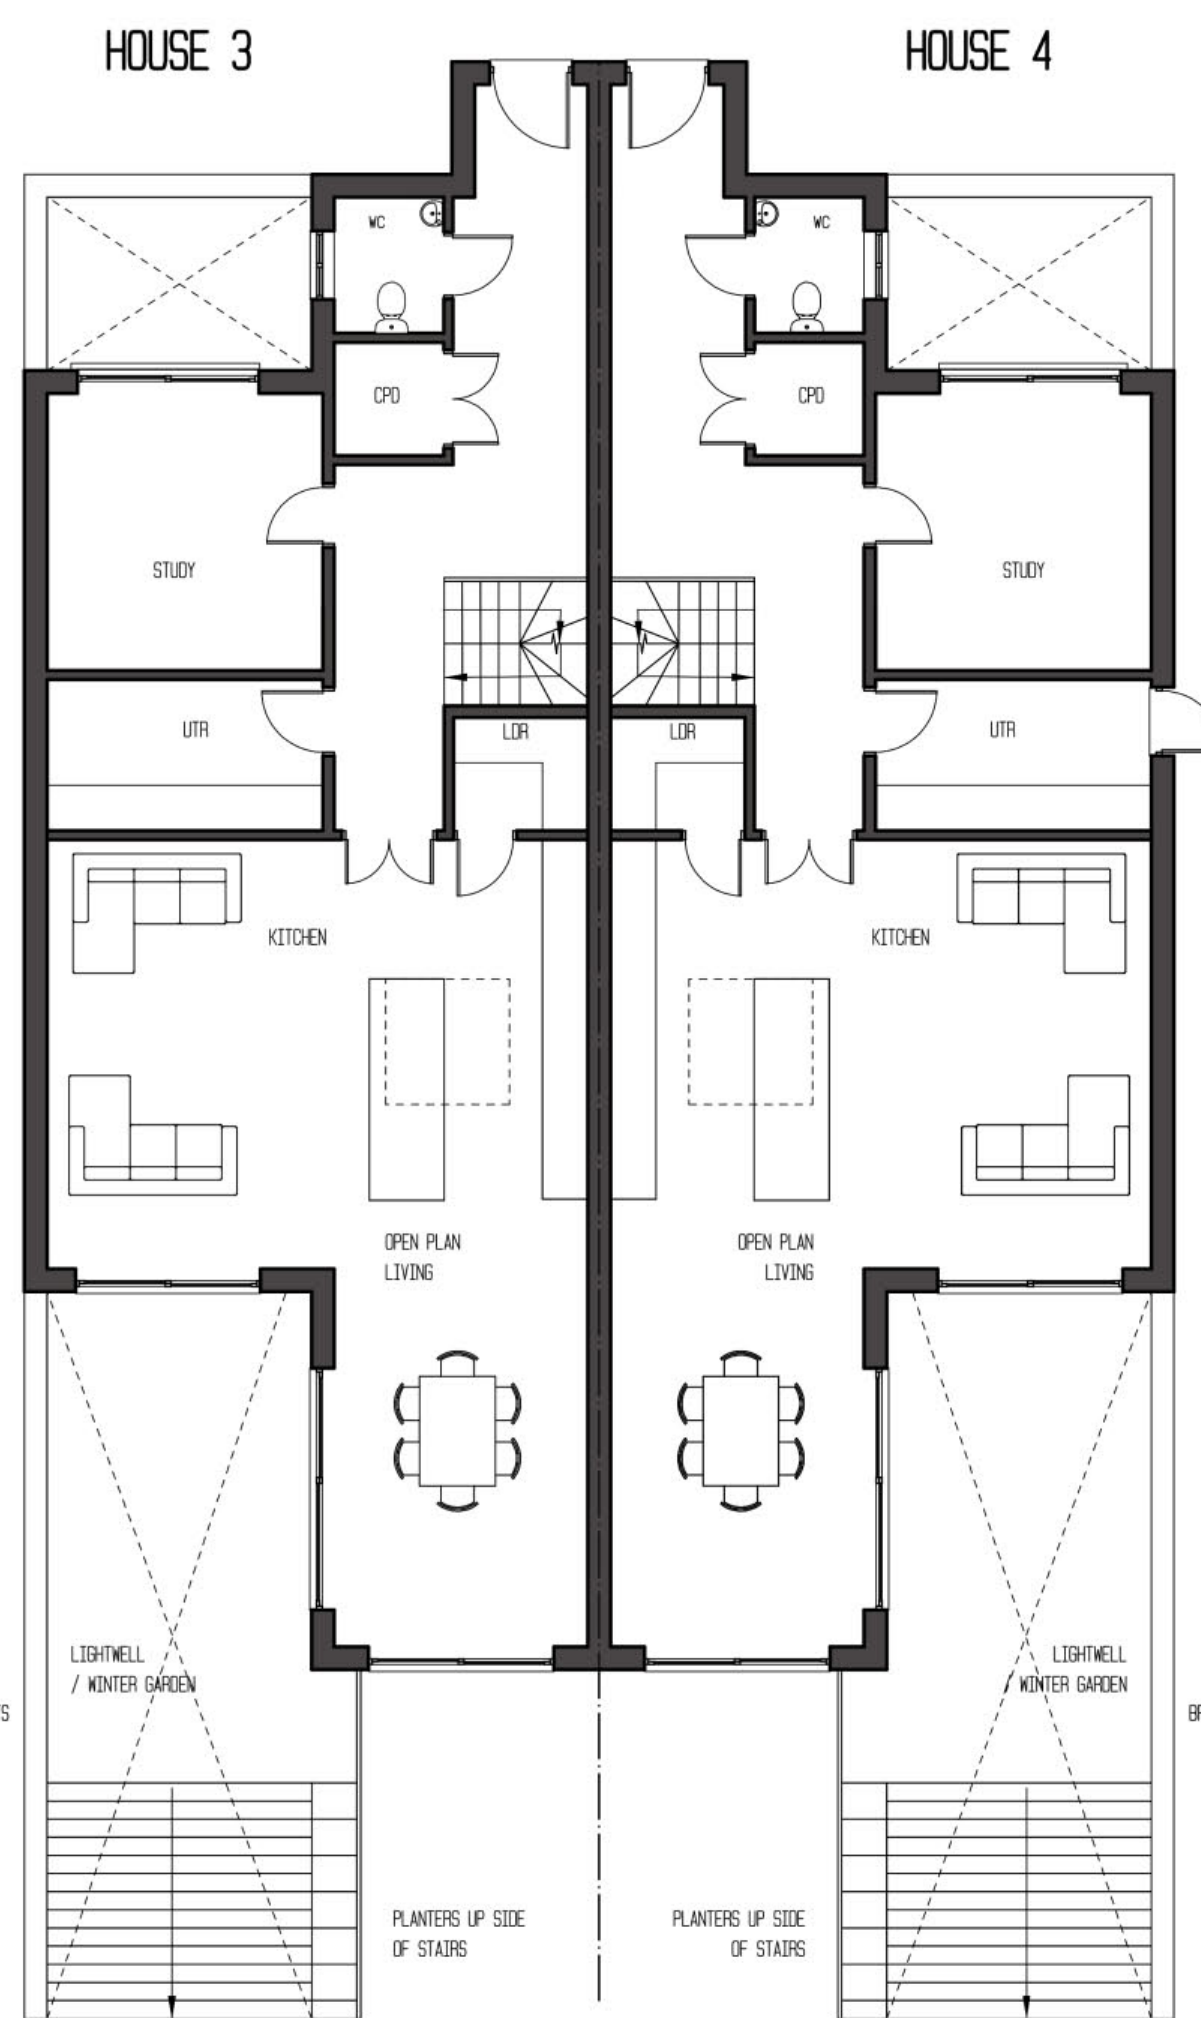 HOUSE 3
HOUSE 4
WC
WC
CPD
CPD
STUDY
STUDY
UTR
LDR
LDR
UTR
KITCHEN
KITCHEN
OPEN PLAN
LIVING
OPEN PLAN
LIVING
LIGHTWELL
/ WINTER GARDEN
LIGHTWELL
/ WINTER GARDEN
PLANTERS UP SIDE
OF STAIRS
PLANTERS UP SIDE
OF STAIRS